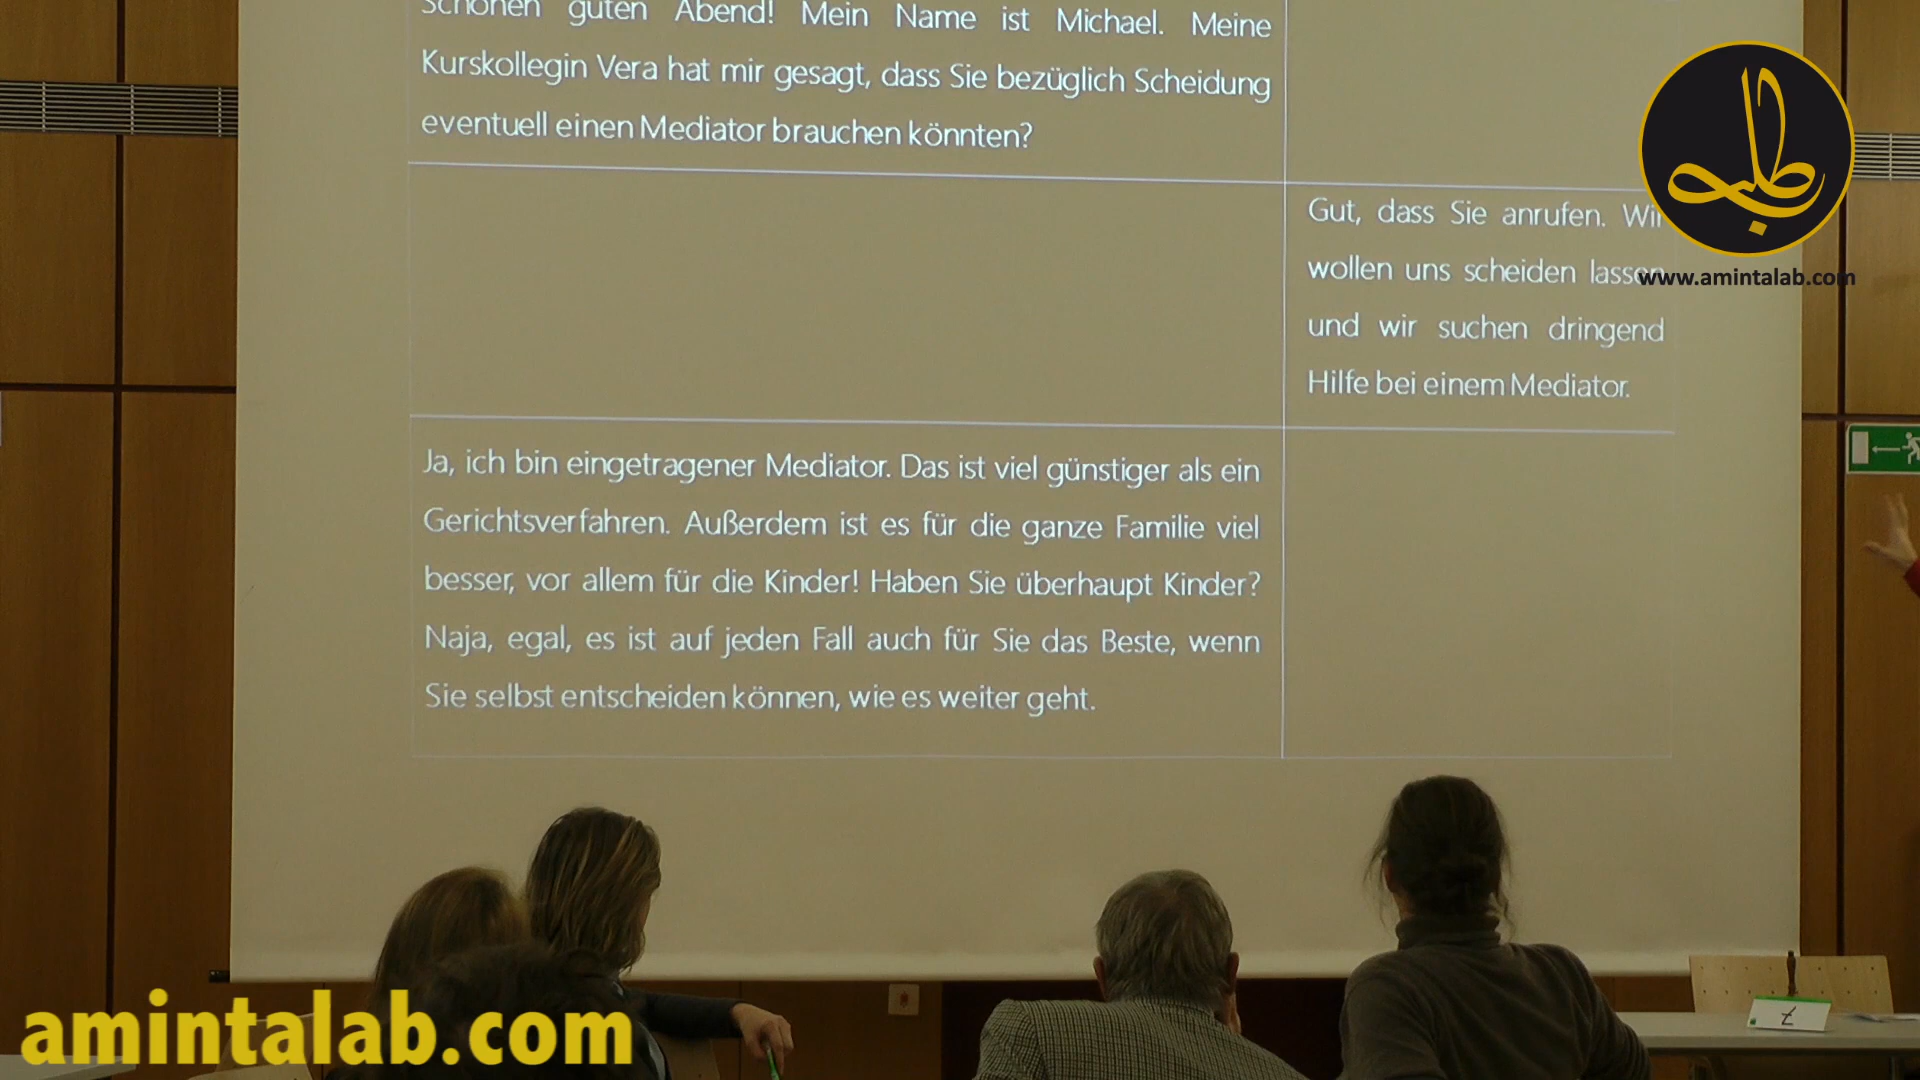 Schönen guten Abend! Mein Name ist Michael. Meine
Kurskollegin Vera hat mir gesagt, dass Sie bezüglich Scheidung
eventuell einen Mediator brauchen könnten?
Gut, dass Sie anrufen. Wir
wollen uns scheiden lassen
und wir suchen dringend
Hilfe bei einem Mediator.
Ja, ich bin eingetragener Mediator. Das ist viel günstiger als ein
Gerichtsverfahren. Außerdem ist es für die ganze Familie viel
besser, vor allem für die Kinder! Haben Sie überhaupt Kinder?
Naja, egal, es ist auf jeden Fall auch für Sie das Beste, wenn
Sie selbst entscheiden können, wie es weiter geht.
www.amintalab.com
amintalab.com